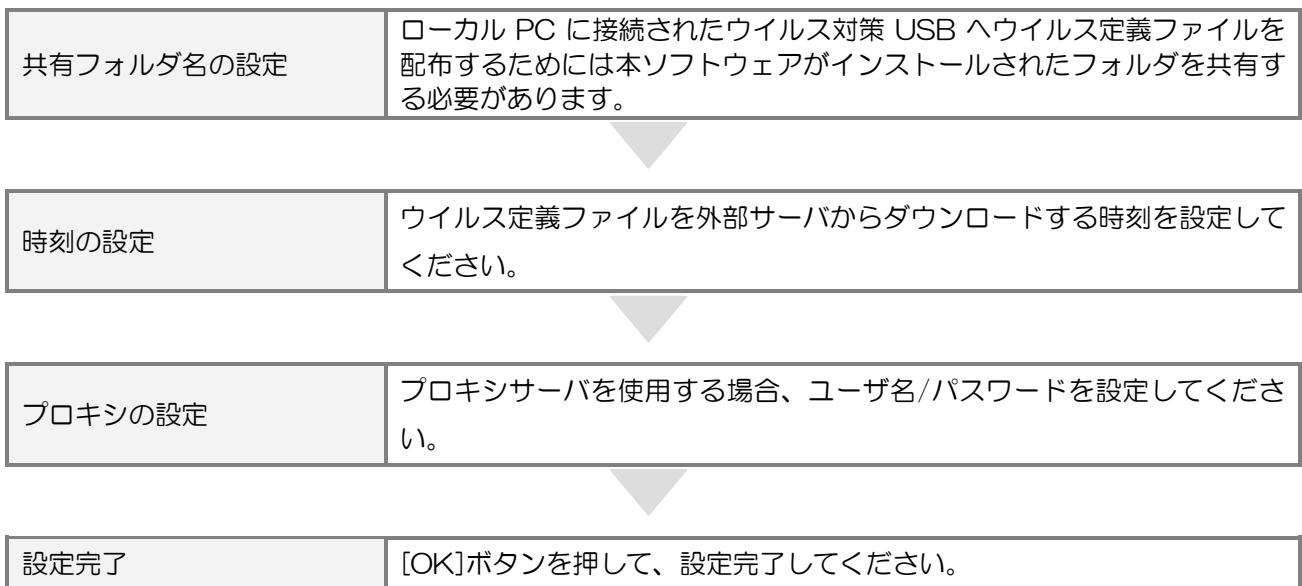 共有フォルダ名の設定
ローカル PC に接続されたウイルス対策 USB へウイルス定義ファイルを
配布するためには本ソフトウェアがインストールされたフォルダを共有す
る必要があります。
時刻の設定
ウイルス定義ファイルを外部サーバからダウンロードする時刻を設定して
ください。
プロキシの設定
プロキシサーバを使用する場合、ユーザ名/パスワードを設定してくださ
い。
設定完了
[OK]ボタンを押して、設定完了してください。